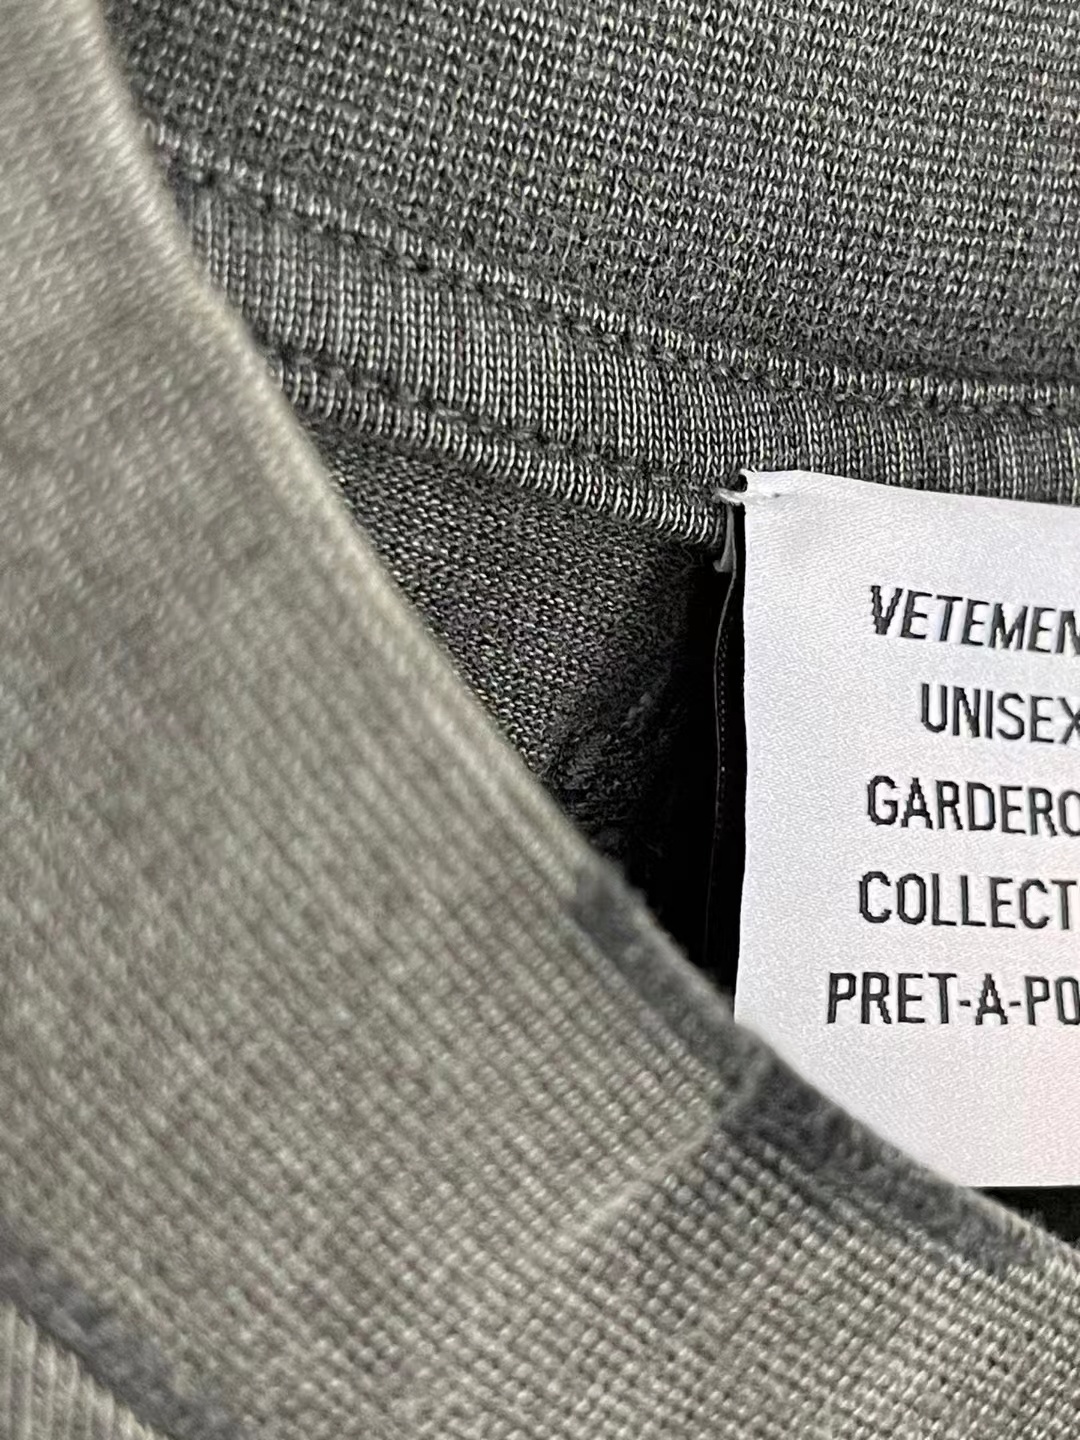 VETEMEN
UNISEX
GARDERO
COLLECT
PRET-A-PO